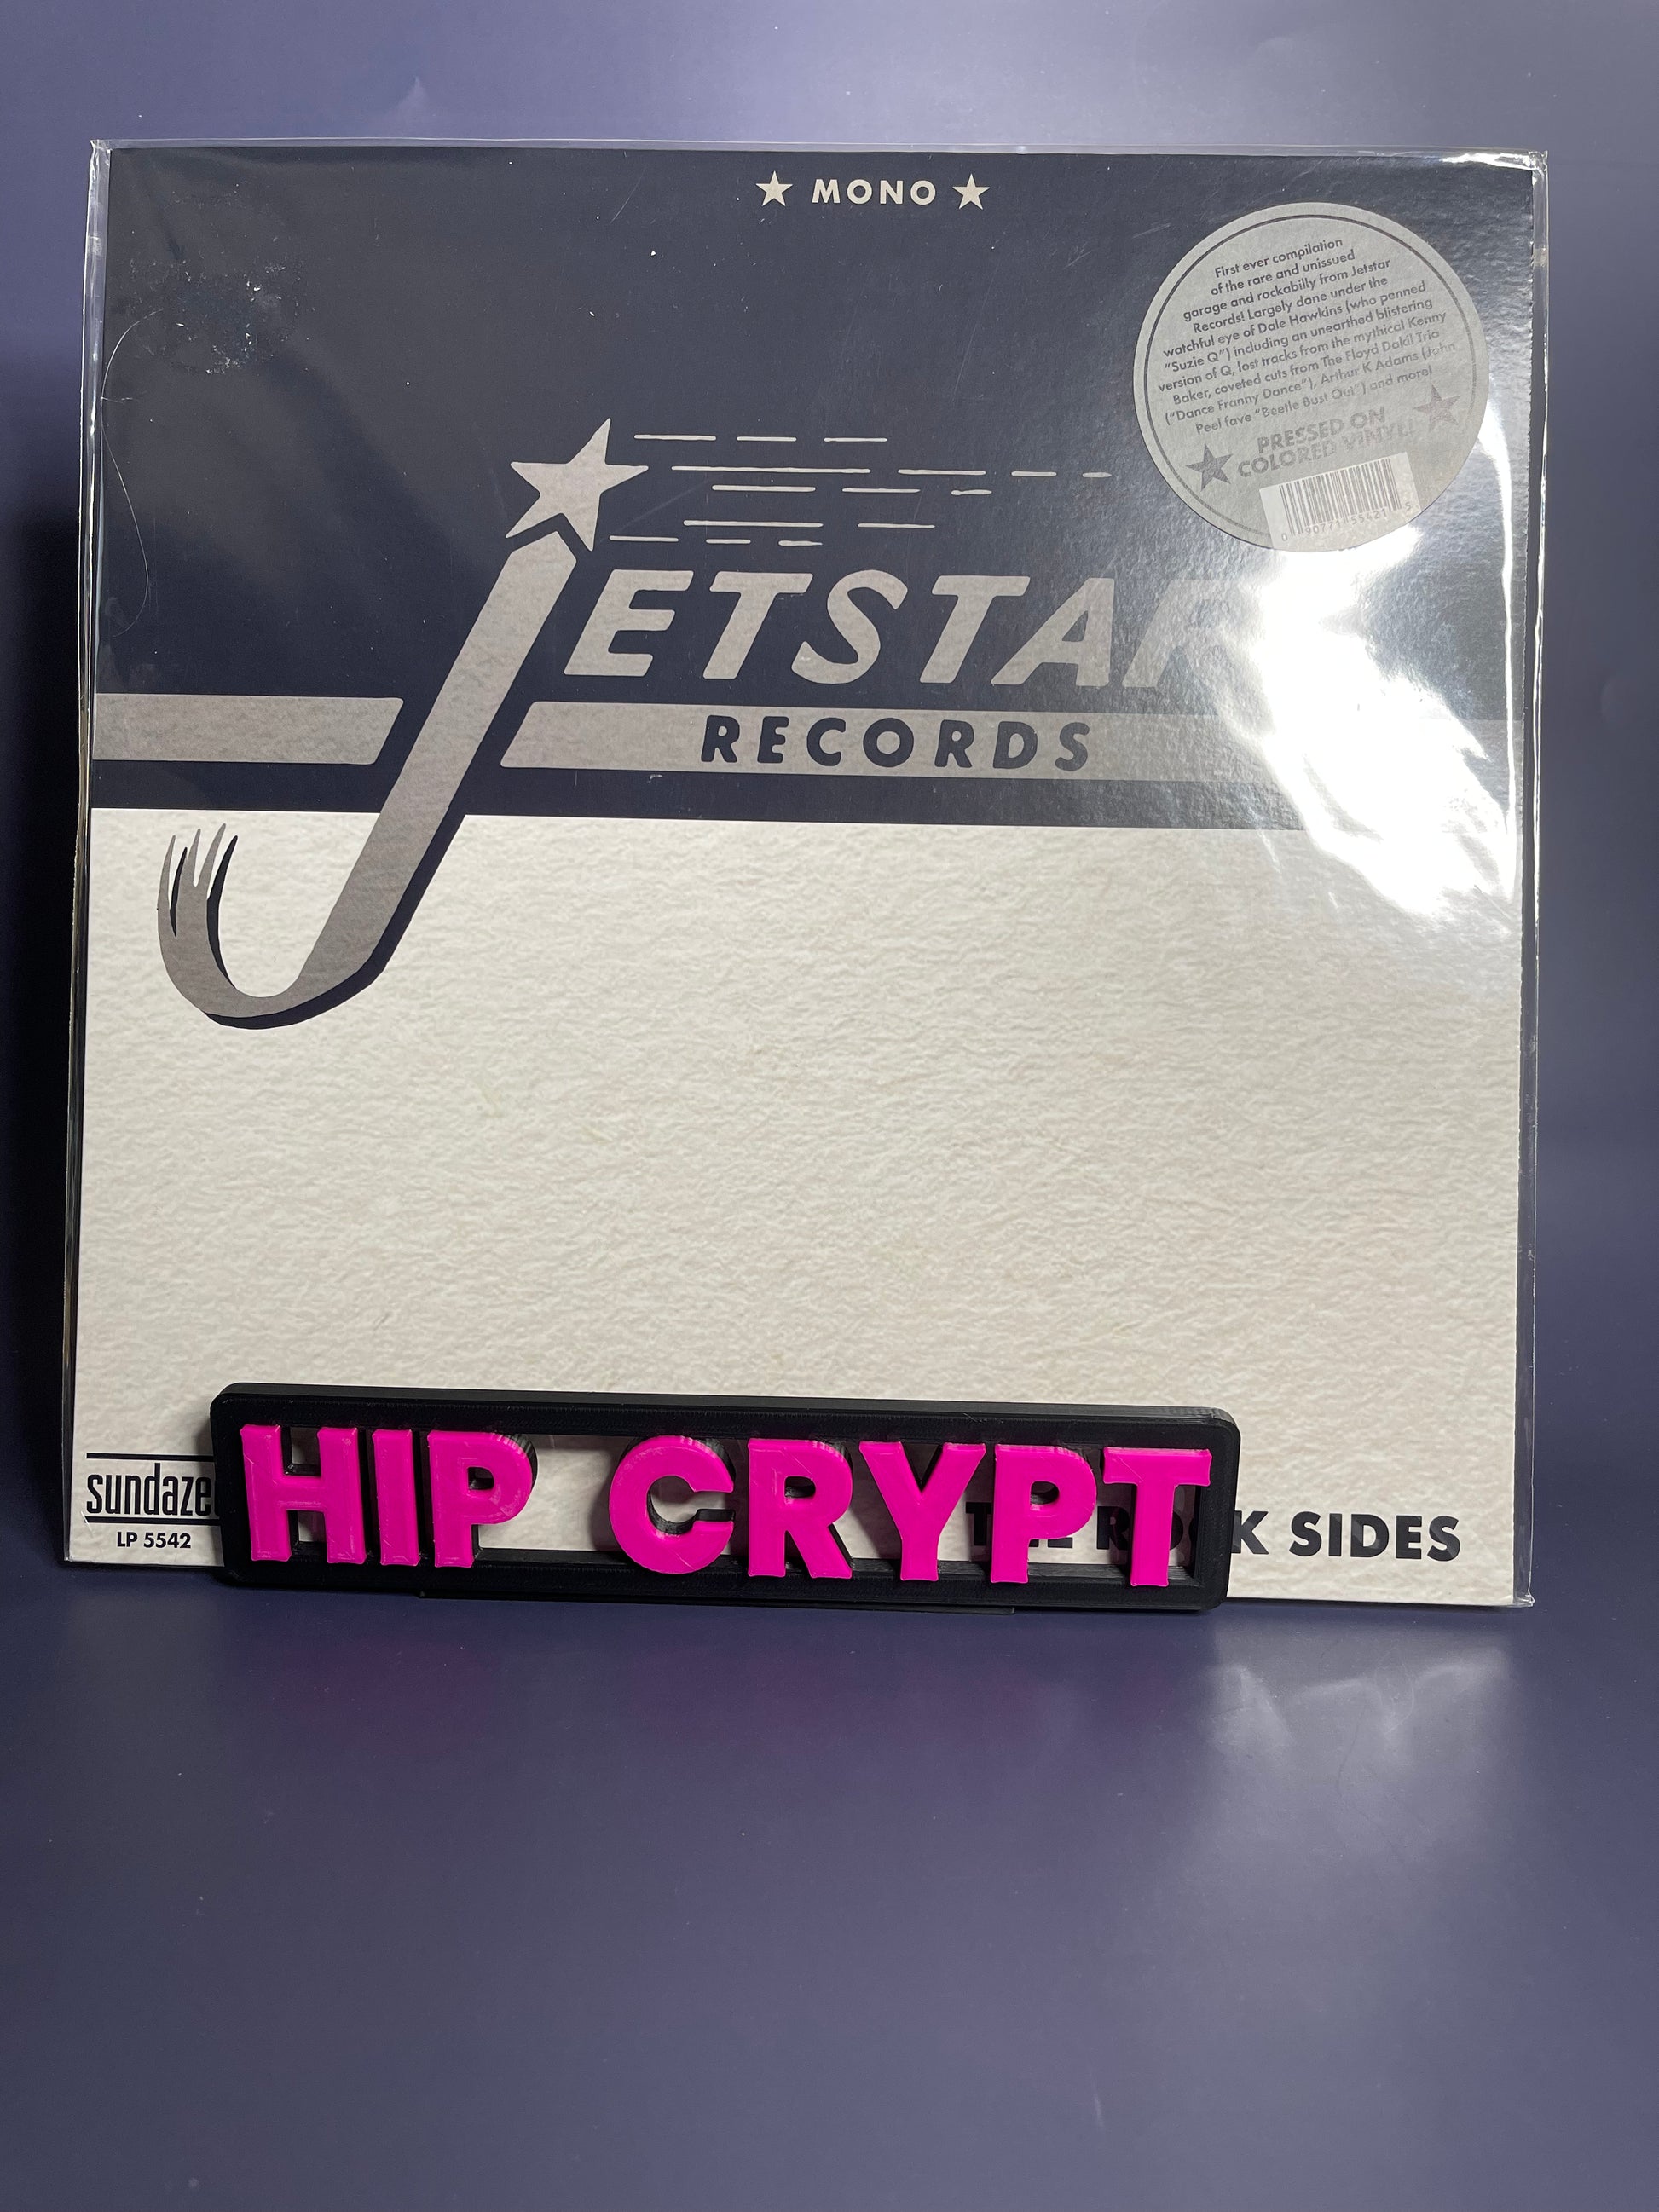 ★ MONO ★
First ever compilation
of the rare and unissued
garage and rockabilly from Jetstar
Records! Largely done under the
watchful eye of Dale Hawkins (who penned
"Suzie Q") including an unearthed blistering
version of Q, lost tracks from the mythical Kenny
Baker, coveted cuts from The Floyd Dakil Trio
("Dance Franny Dance"), Arthur K Adams (John
Peel fave "Beetle Bust Out") and more!
PRESSED ON
COLORED VINYL!
JETSTAR
RECORDS
sundaze
LP 5542
HIP CRYPT
K SIDES